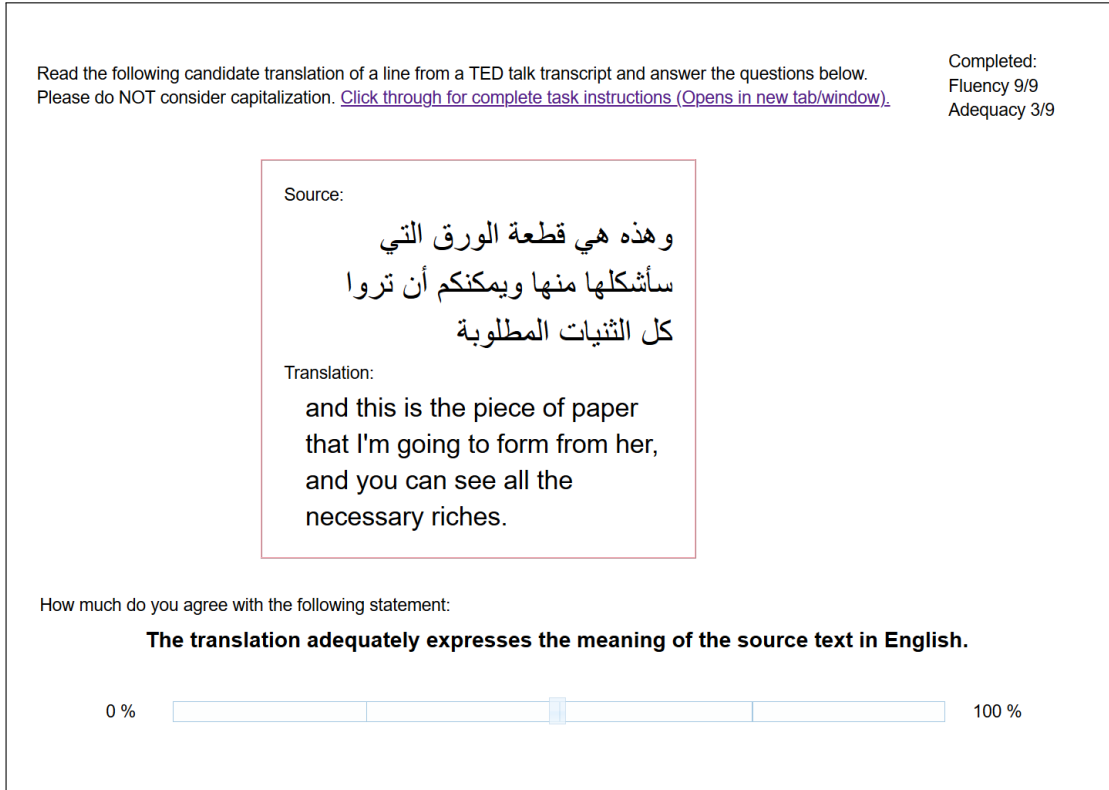 Read the following candidate translation of a line from a TED talk transcript and answer the questions below.
Please do NOT consider capitalization. Click through for complete task instructions (Opens in new tab/window).
Completed:
Fluency 9/9
Adequacy 3/9
Source:
وهذه هي قطعة الورق التي
سأشكلها منها ويمكنكم أن تروا
كل الثنيات المطلوبة
Translation:
and this is the piece of paper
that I'm going to form from her,
and you can see all the
necessary riches.
How much do you agree with the following statement:
The translation adequately expresses the meaning of the source text in English.
0 %
100 %